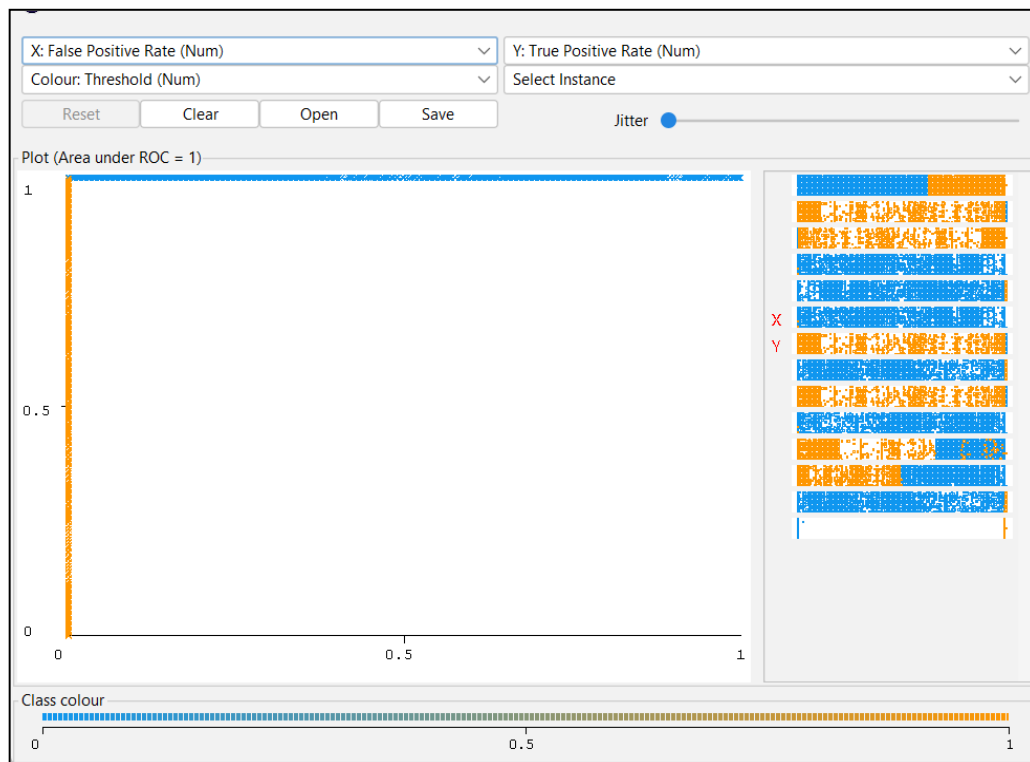 X: False Positive Rate (Num) Y: True Positive Rate (Num)
Colour: Threshold (Num) Select Instance
Reset Clear Open Save Jitter
Plot (Area under ROC = 1)
1
X
Y
0.5
0
0 0.5 1
Class colour
0 0.5 1